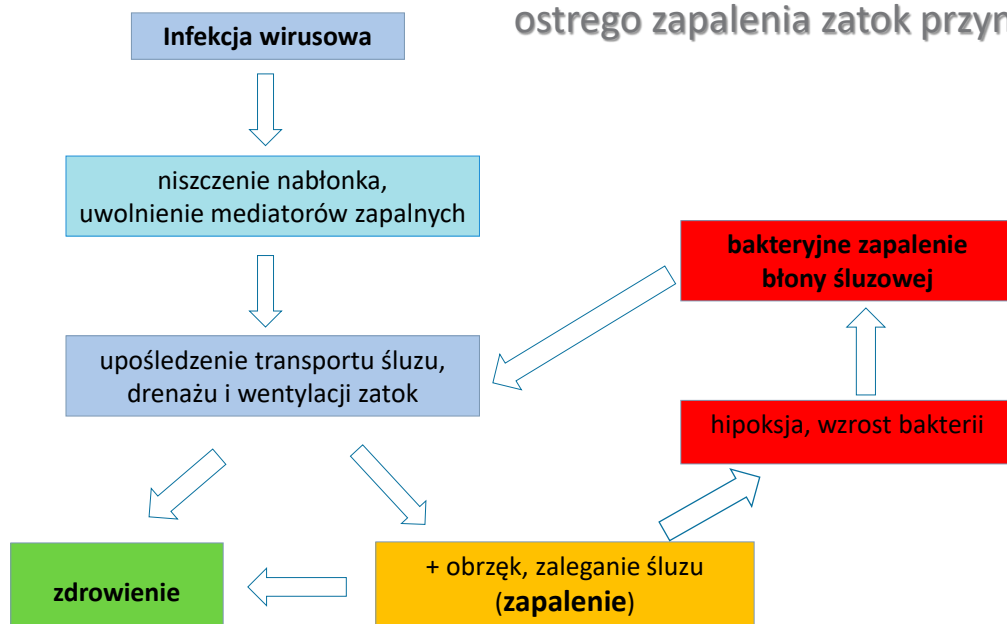 ostrego zapalenia zatok
Infekcja wirusowa
niszczenie nabłonka,
uwolnienie mediatorów zapalnych
upośledzenie transportu śluzu,
drenażu i wentylacji zatok
bakteryjne zapalenie
błony śluzowej
hipoksja, wzrost bakterii
zdrowienie
+ obrzęk, zaleganie śluzu
(zapalenie)